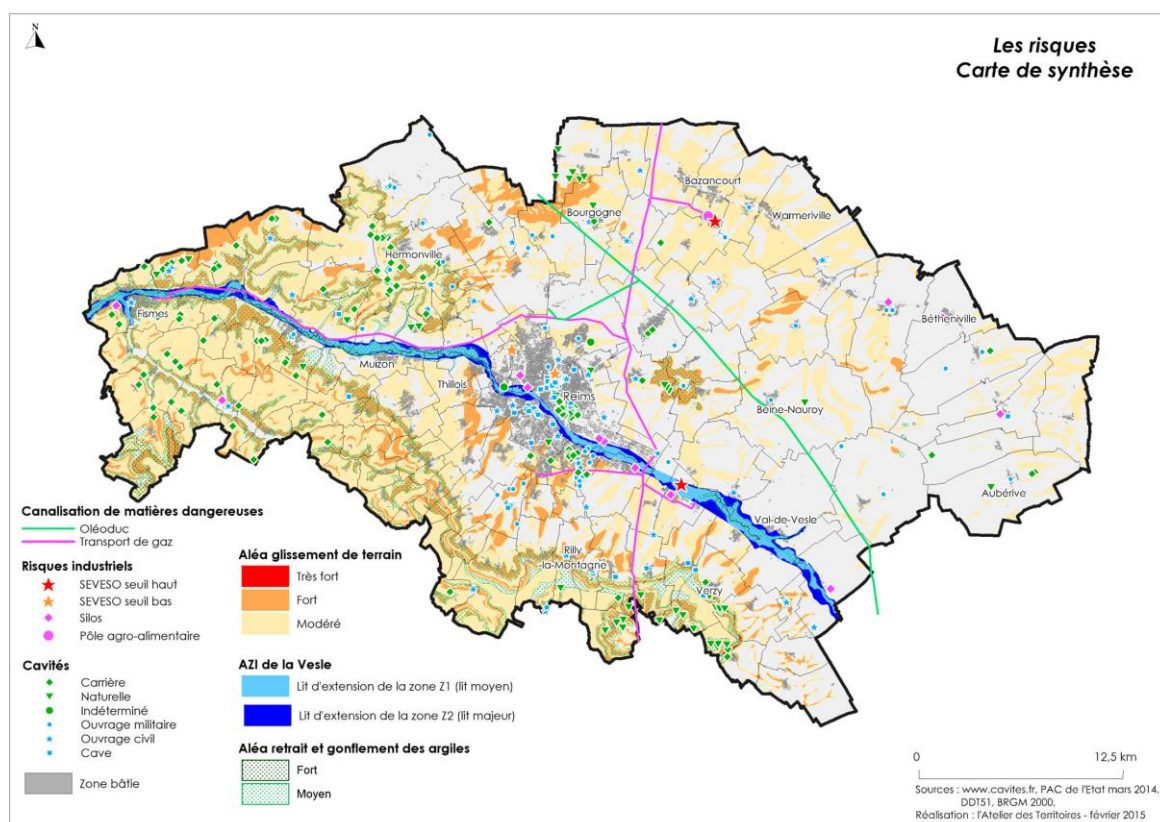 N
Les risques
Carte de synthèse
Bazancourt
Bourgogne
Warmeriville
Hermonville
Bétheniville
Fismes
Muizon
Thillois
Reims
Beine-Nauroy
Aubérive
Val-de-Vesle
Rilly
-la-Montagne
Verzy
Canalisation de matières dangereuses
Oléoduc
Transport de gaz
Risques industriels
SEVESO seuil haut
SEVESO seuil bas
Silos
Pôle agro-alimentaire
Cavités
Carrière
Naturelle
Indéterminé
Ouvrage militaire
Ouvrage civil
Cave
Zone bâtie
Aléa glissement de terrain
Très fort
Fort
Modéré
AZI de la Vesle
Lit d'extension de la zone Z1 (lit moyen)
Lit d'extension de la zone Z2 (lit majeur)
Aléa retrait et gonflement des argiles
Fort
Moyen
0 12,5 km
Sources : www.cavites.fr, PAC de l'Etat mars 2014,
DDT51, BRGM 2000.
Réalisation : l'Atelier des Territoires - février 2015